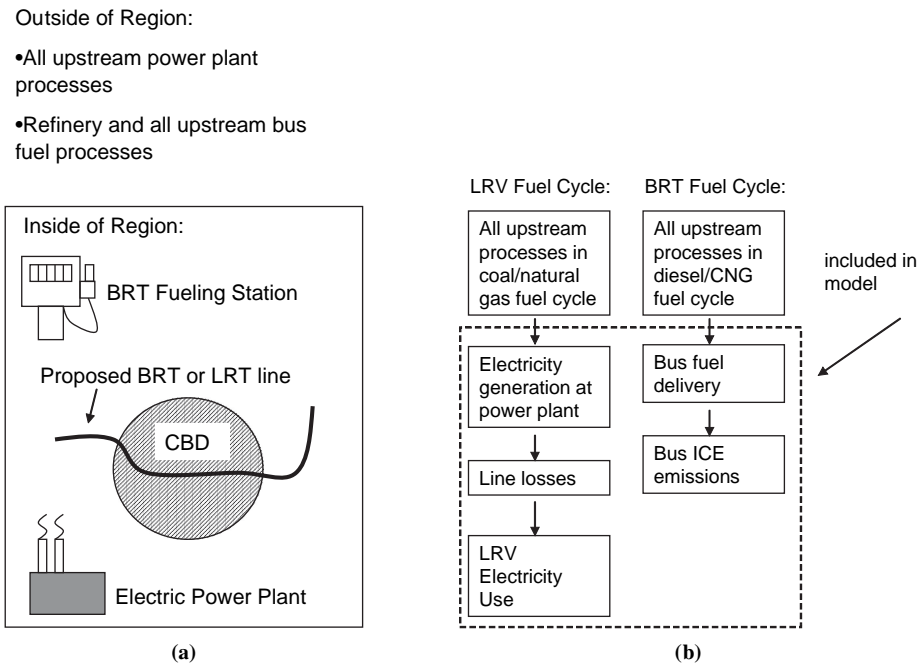 Outside of Region:
•All upstream power plant
processes
•Refinery and all upstream bus
fuel processes
Inside of Region:
BRT Fueling Station
Proposed BRT or LRT line
CBD
Electric Power Plant
(a)
LRV Fuel Cycle:
All upstream
processes in
coal/natural
gas fuel cycle
Electricity
generation at
power plant
Line losses
LRV
Electricity
Use
BRT Fuel Cycle:
All upstream
processes in
diesel/CNG
fuel cycle
Bus fuel
delivery
Bus ICE
emissions
included in
model
(b)